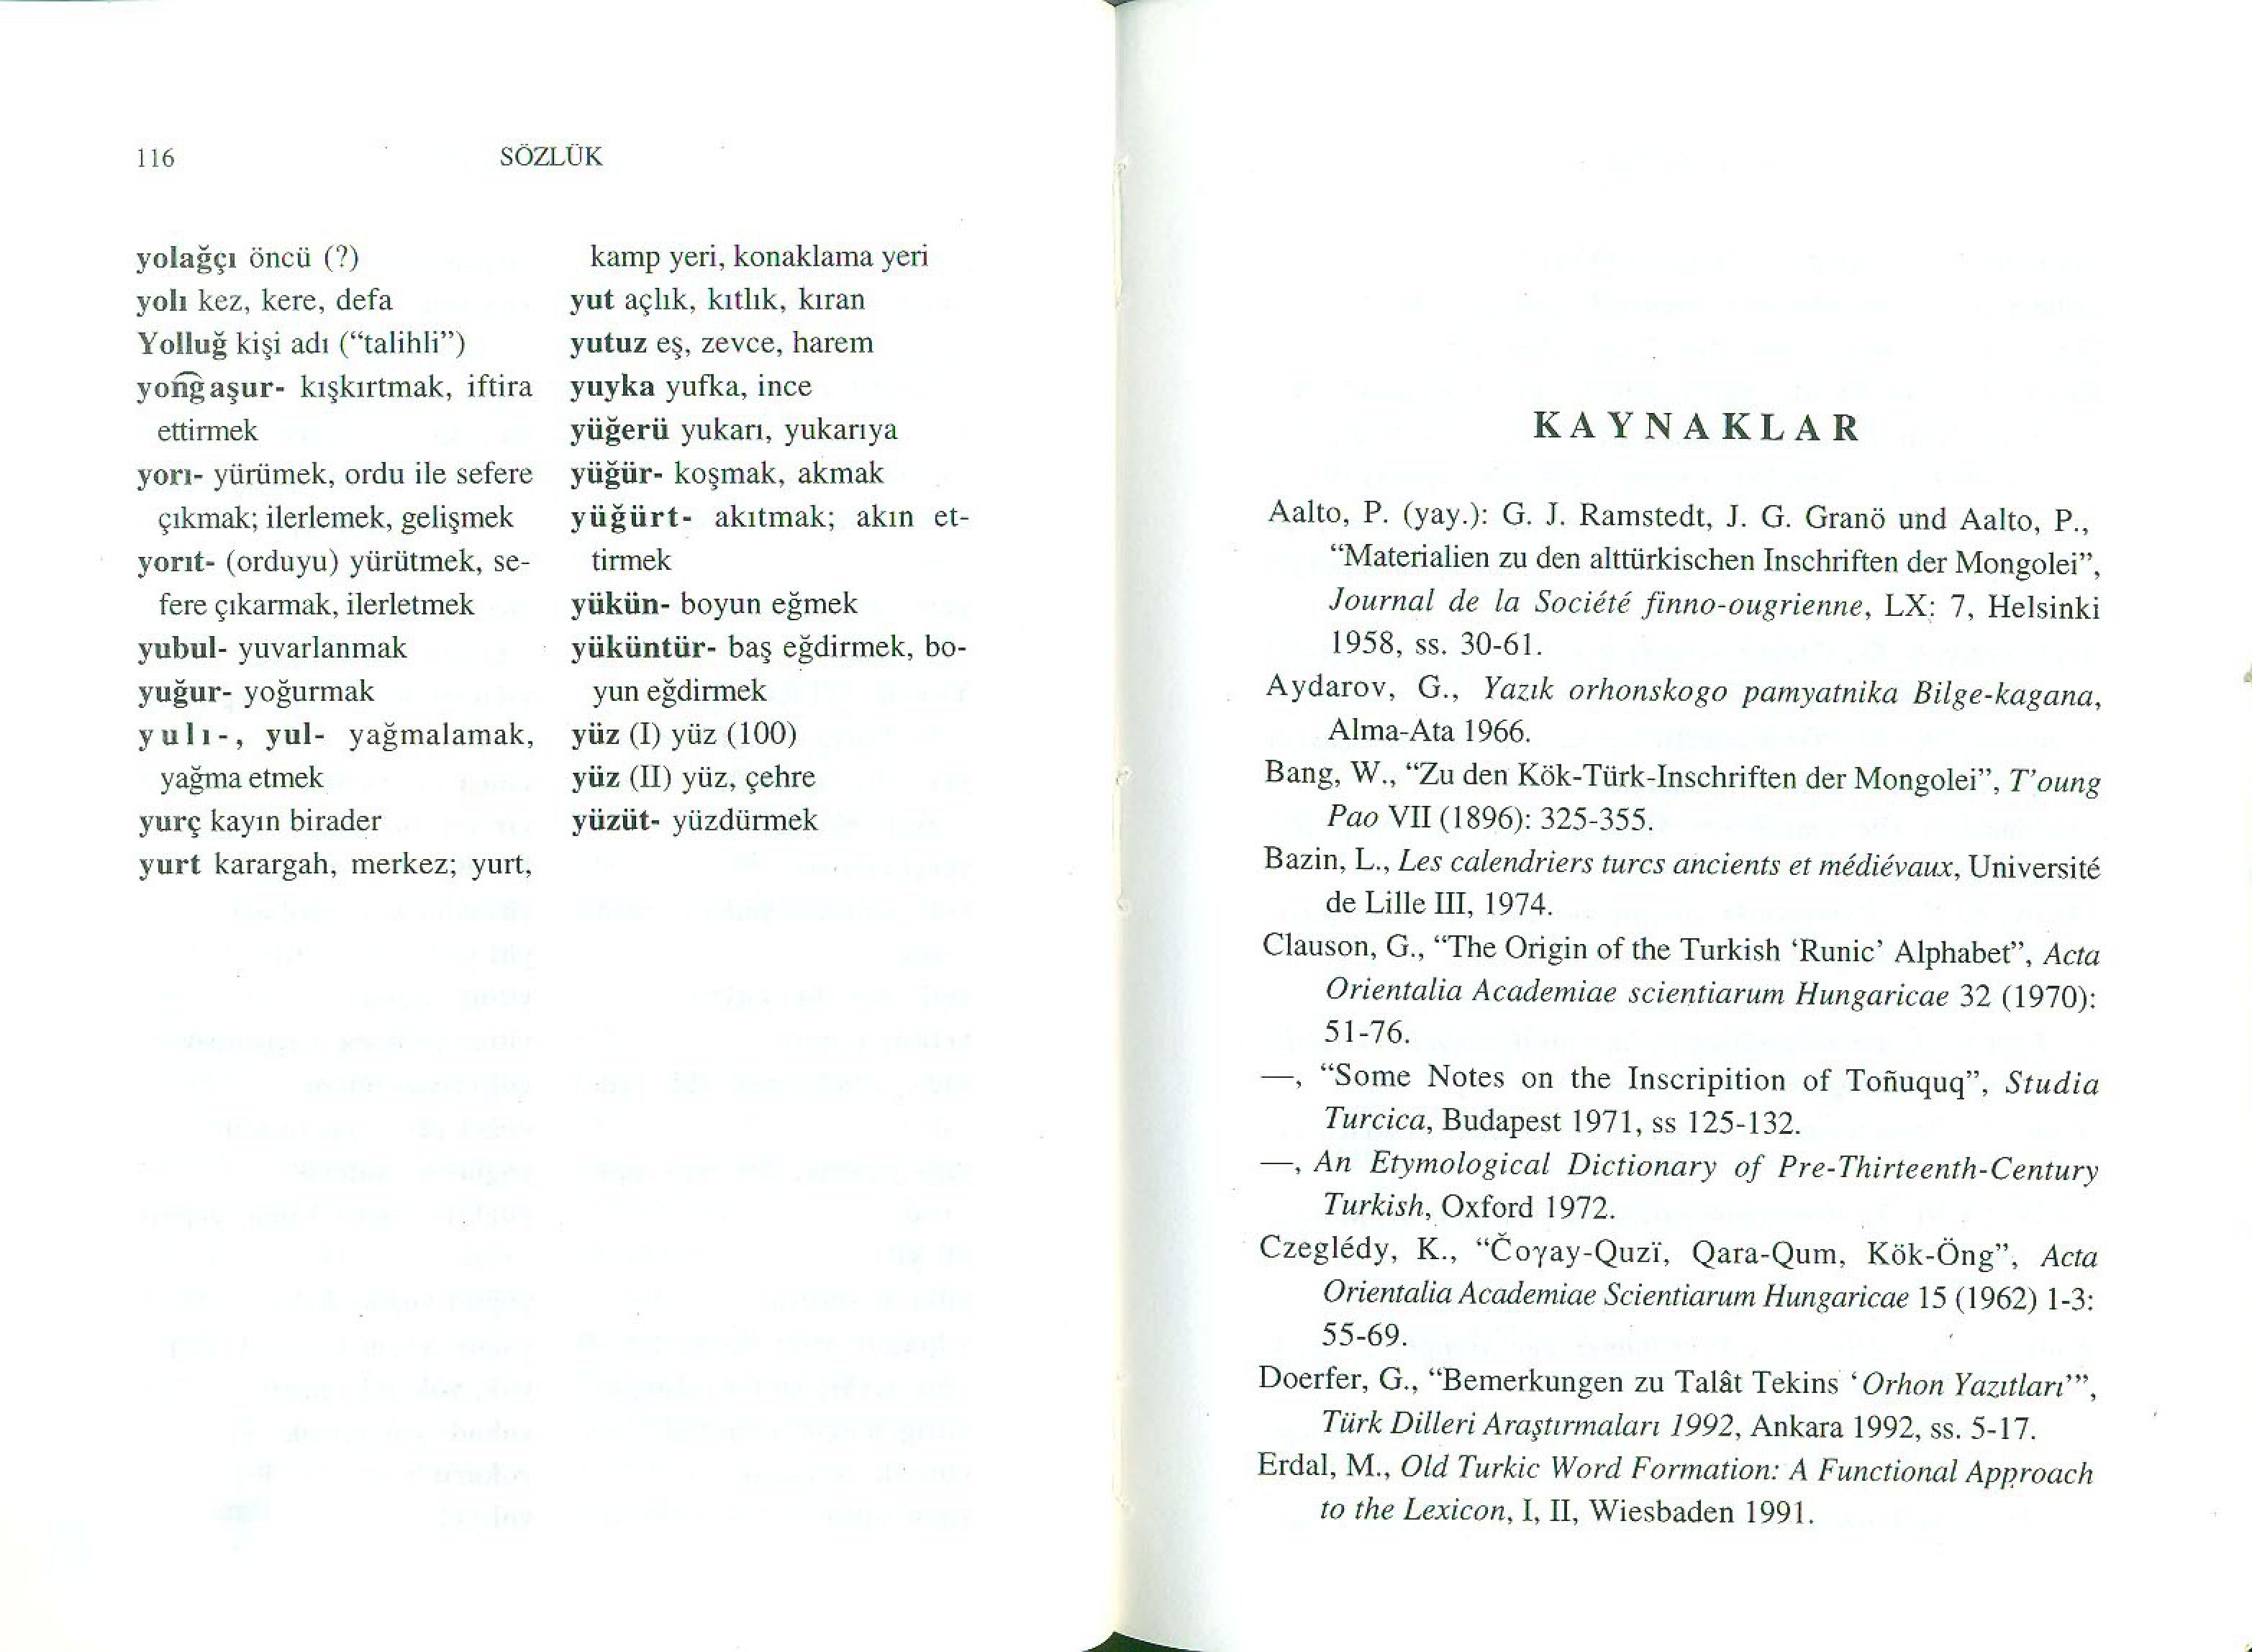 116
SÖZLÜK
yolağçı öncü (?)
yolı kez, kere, defa
Yolluğ kişi adı (“talihli”)
yon͡gaşur- kışkırtmak, iftira
ettirmek
yorı- yürümek, ordu ile sefere
çıkmak; ilerlemek, gelişmek
yorıt- (orduyu) yürütmek, se-
fere çıkarmak, ilerletmek
yubul- yuvarlanmak
yuğur- yoğurmak
yulı-, yul- yağmalamak,
yağma etmek
yurç kayın birader
yurt karargah, merkez; yurt,
kamp yeri, konaklama yeri
yut açlık, kıtlık, kıran
yutuz eş, zevce, harem
yuyka yufka, ince
yüğerü yukarı, yukarıya
yüğür- koşmak, akmak
yüğürt- akıtmak; akın et-
tirmek
yükün- boyun eğmek
yüküntür- baş eğdirmek, bo-
yun eğdirmek
yüz (I) yüz (100)
yüz (II) yüz, çehre
yüzüt- yüzdürmek
KAYNAKLAR
Aalto, P. (yay.): G. J. Ramstedt, J. G. Granö und Aalto, P.,
“Materialien zu den alttürkischen Inschriften der Mongolei”,
Journal de la Société finno-ougrienne, LX: 7, Helsinki
1958, ss. 30-61.
Aydarov, G., Yazık orhonskogo pamyatnika Bilge-kagana,
Alma-Ata 1966.
Bang, W., “Zu den Kök-Türk-Inschriften der Mongolei”, T’oung
Pao VII (1896): 325-355.
Bazin, L., Les calendriers turcs ancients et médiévaux, Université
de Lille III, 1974.
Clauson, G., “The Origin of the Turkish ‘Runic’ Alphabet”, Acta
Orientalia Academiae scientiarum Hungaricae 32 (1970):
51-76.
—, “Some Notes on the Inscripition of Toñuquq”, Studia
Turcica, Budapest 1971, ss 125-132.
—, An Etymological Dictionary of Pre-Thirteenth-Century
Turkish, Oxford 1972.
Czeglédy, K., “Čoγay-Quzï, Qara-Qum, Kök-Öng”, Acta
Orientalia Academiae Scientiarum Hungaricae 15 (1962) 1-3:
55-69.
Doerfer, G., “Bemerkungen zu Talât Tekins ‘Orhon Yazıtları’”,
Türk Dilleri Araştırmaları 1992, Ankara 1992, ss. 5-17.
Erdal, M., Old Turkic Word Formation: A Functional Approach
to the Lexicon, I, II, Wiesbaden 1991.